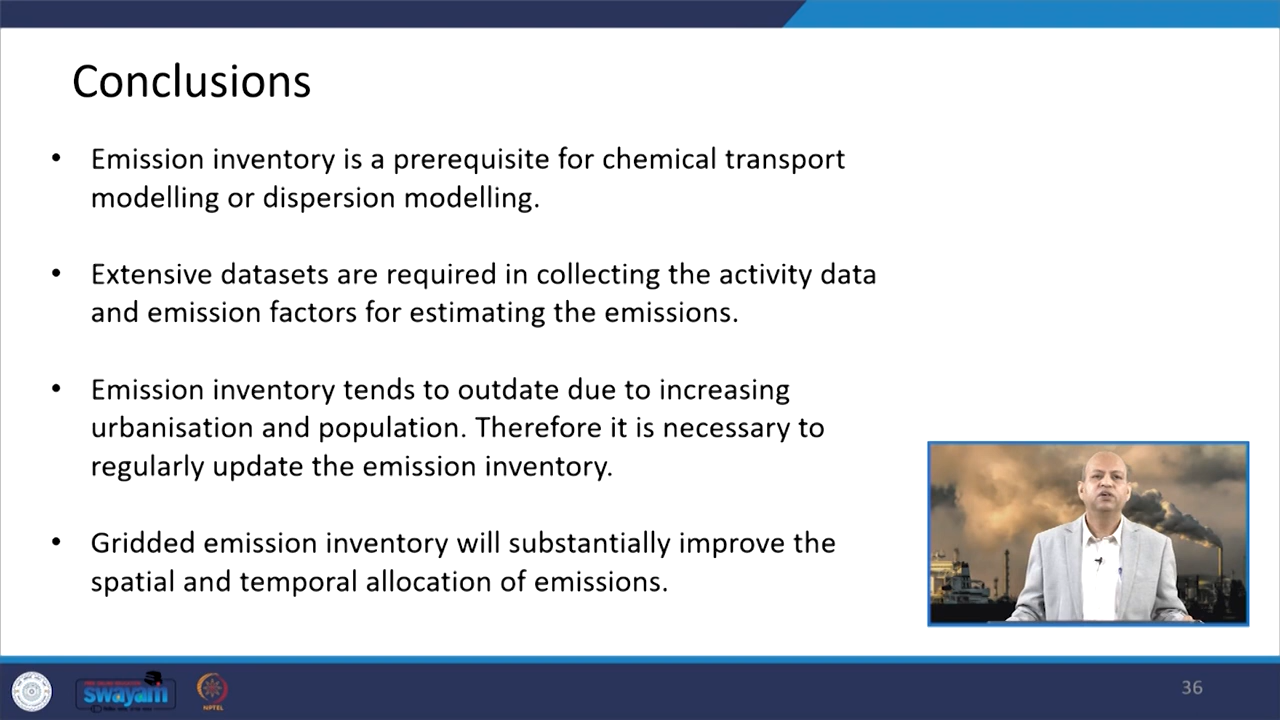 Conclusions
• Emission inventory is a prerequisite for chemical transport
modelling or dispersion modelling.
• Extensive datasets are required in collecting the activity data
and emission factors for estimating the emissions.
• Emission inventory tends to outdate due to increasing
urbanisation and population. Therefore it is necessary to
regularly update the emission inventory.
• Gridded emission inventory will substantially improve the
spatial and temporal allocation of emissions.
swayam
NPTEL
36